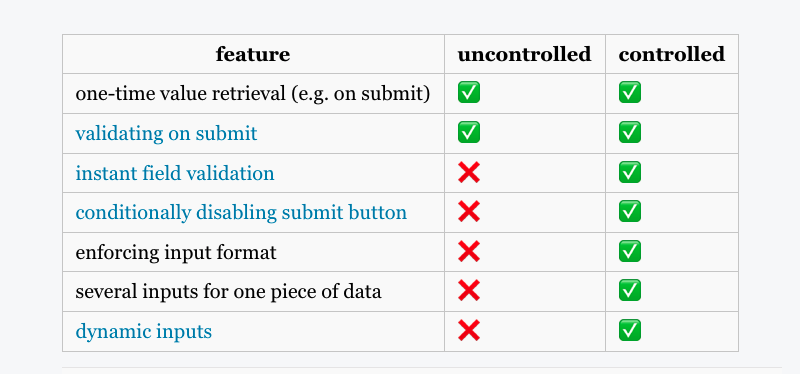 feature uncontrolled controlled
one-time value retrieval (e.g. on submit) ✅ ✅
validating on submit ✅ ✅
instant field validation ❌ ✅
conditionally disabling submit button ❌ ✅
enforcing input format ❌ ✅
several inputs for one piece of data ❌ ✅
dynamic inputs ❌ ✅